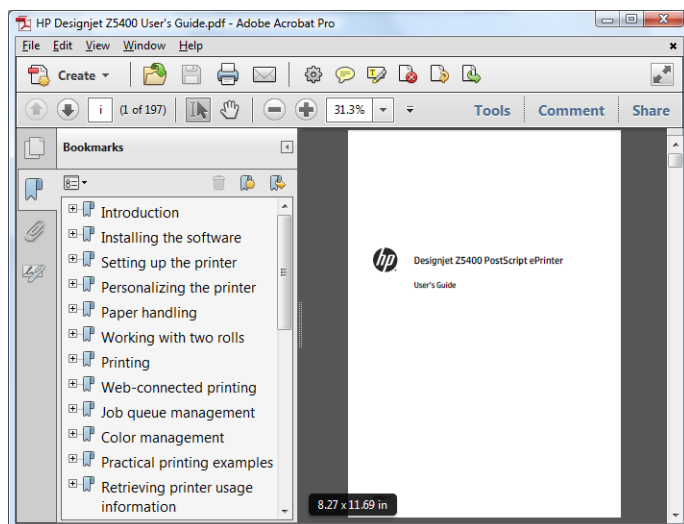 HP Designjet Z5400 User's Guide.pdf - Adobe Acrobat Pro
File Edit View Window Help
Create
i (1 of 197) 31.3% Tools Comment Share
Bookmarks
Introduction
Installing the software
Setting up the printer
Personalizing the printer
Paper handling
Working with two rolls
Printing
Web-connected printing
Job queue management
Color management
Practical printing examples
Retrieving printer usage
information
hp
Designjet Z5400 PostScript ePrinter
User's Guide
8.27 x 11.69 in